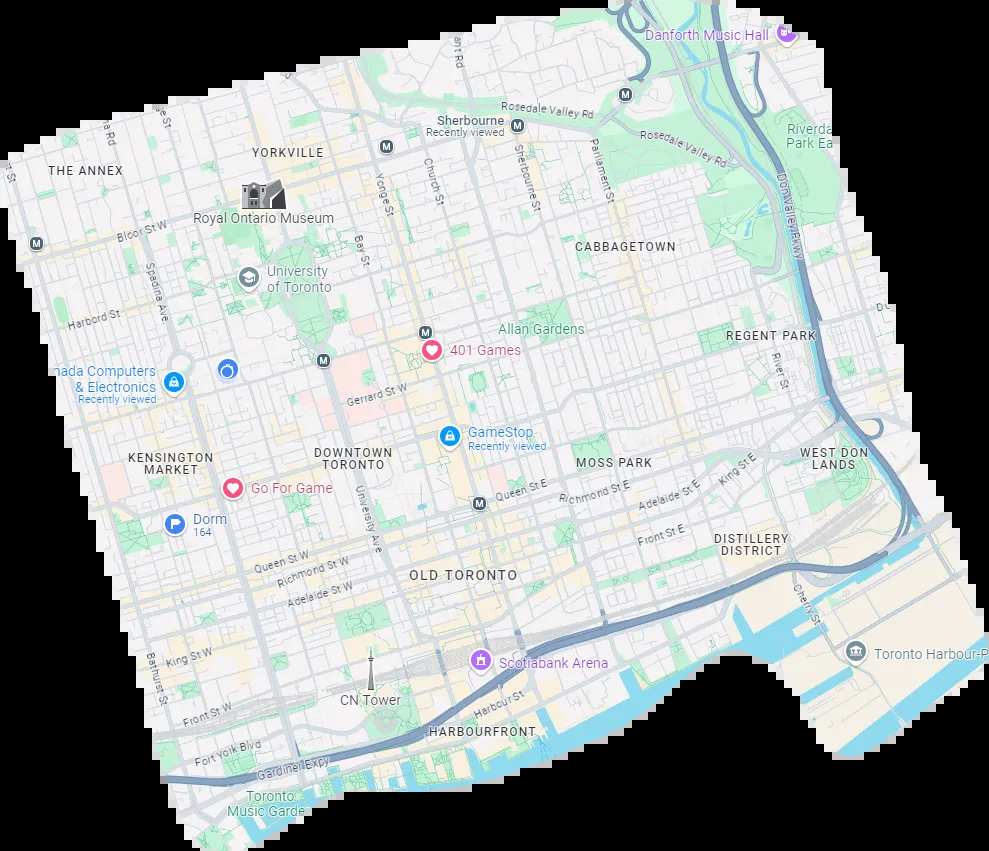 Danforth Music Hall
M
Rosedale Valley Rd
Sherbourne
Recently viewed
M
M
Riverda
Park Ea
Rosedale Valley Rd
YORKVILLE
THE ANNEX
Sherbourne St
Parliament St
Church St
Yonge St
Don Valley Pkwy
Royal Ontario Museum
Bloor St W
M
Bay St
CABBAGETOWN
University
of Toronto
Spadina Ave
Harbord St
Allan Gardens
M
REGENT PARK
401 Games
M
River St
nada Computers
& Electronics
Recently viewed
Gerrard St W
GameStop
Recently viewed
KENSINGTON
MARKET
DOWNTOWN
TORONTO
MOSS PARK
King St E
WEST DON
LANDS
Go For Game
Queen St E
Richmond St E
Adelaide St E
M
Dorm
164
University Ave
Front St E
DISTILLERY
DISTRICT
Queen St W
Richmond St W
Adelaide St W
OLD TORONTO
Cherry St
King St W
Bathurst St
Scotiabank Arena
Toronto Harbour-P
CN Tower
Front St W
Harbour St
HARBOURFRONT
Fort York Blvd
Gardiner Expy
Toronto
Music Garde